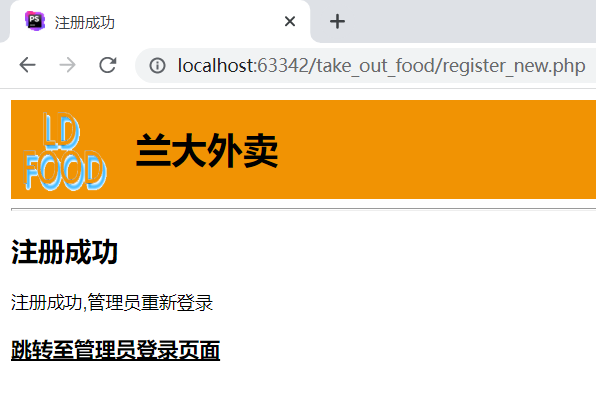 PS
注册成功
localhost:63342/take_out_food/register_new.php
LD
FOOD
兰大外卖
注册成功
注册成功,管理员重新登录
跳转至管理员登录页面